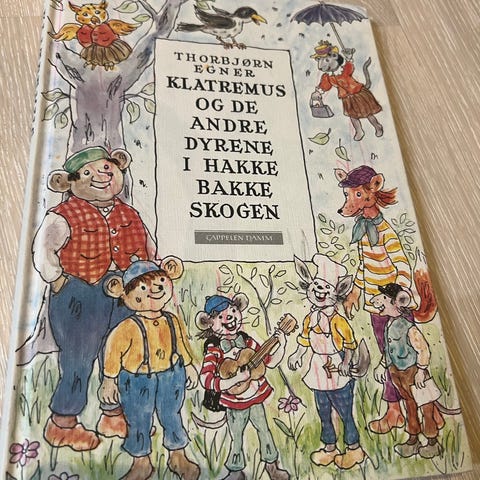 THORBJØRN
EGNER
KLATREMUS
OG DE
ANDRE
DYRENE
I HAKKE
BAKKE
SKOGEN
CAPPELEN DAMM